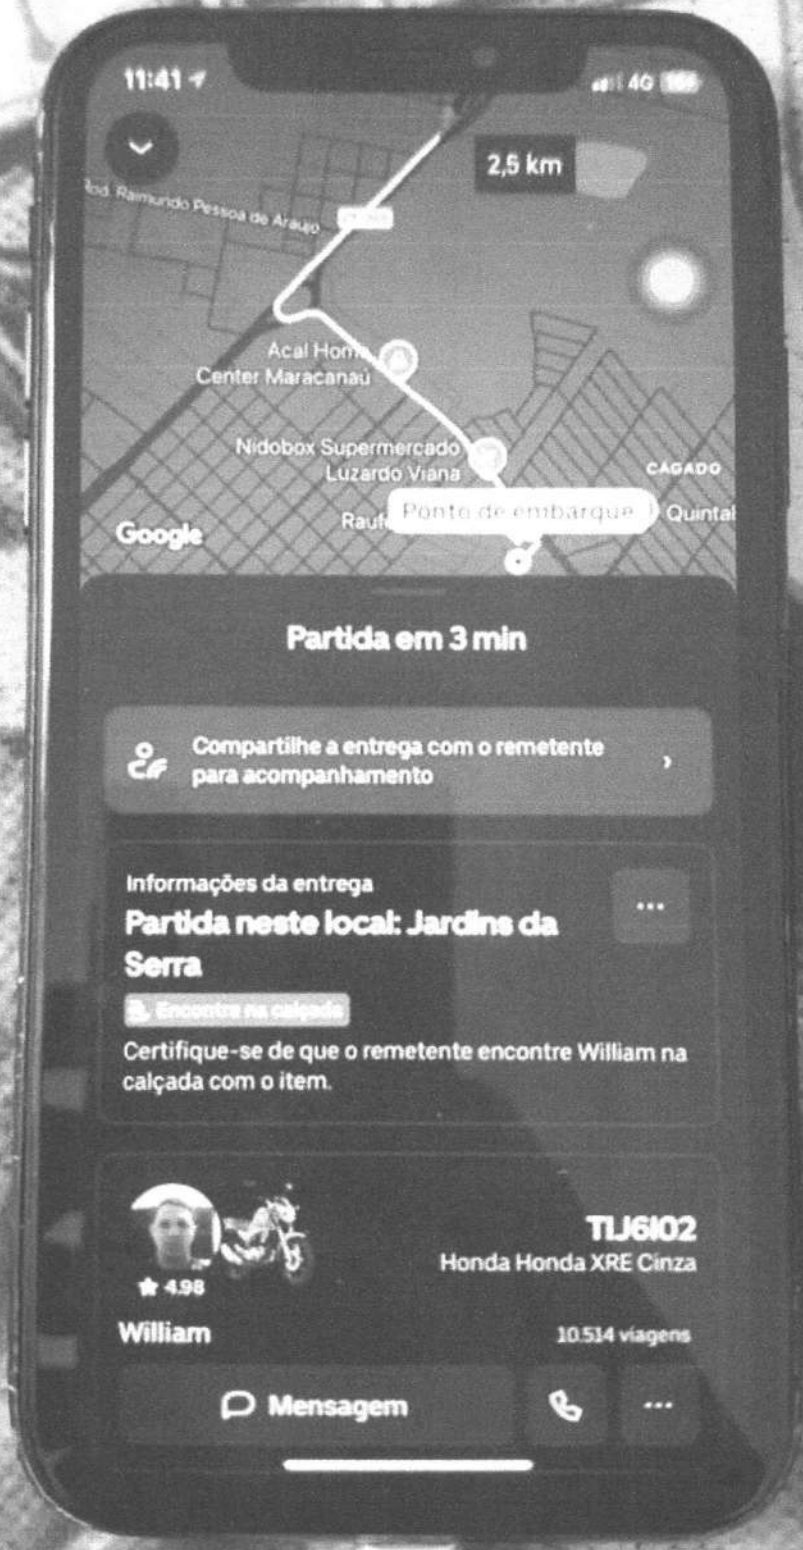 11:41
4G
2,5 km
Rod. Raimundo Pessoa de Araujo
Acal Home
Center Maracanaú
Nidobox Supermercado
Luzardo Viana
CÁGADO
Ponto de embarque
Quintal
Google
Partida em 3 min
Compartilhe a entrega com o remetente
para acompanhamento
Informações da entrega
Partida neste local: Jardins da
Serra
Encontre na calçada
Certifique-se de que o remetente encontre William na
calçada com o item.
TIJ6I02
Honda Honda XRE Cinza
4.98
William
10.514 viagens
Mensagem